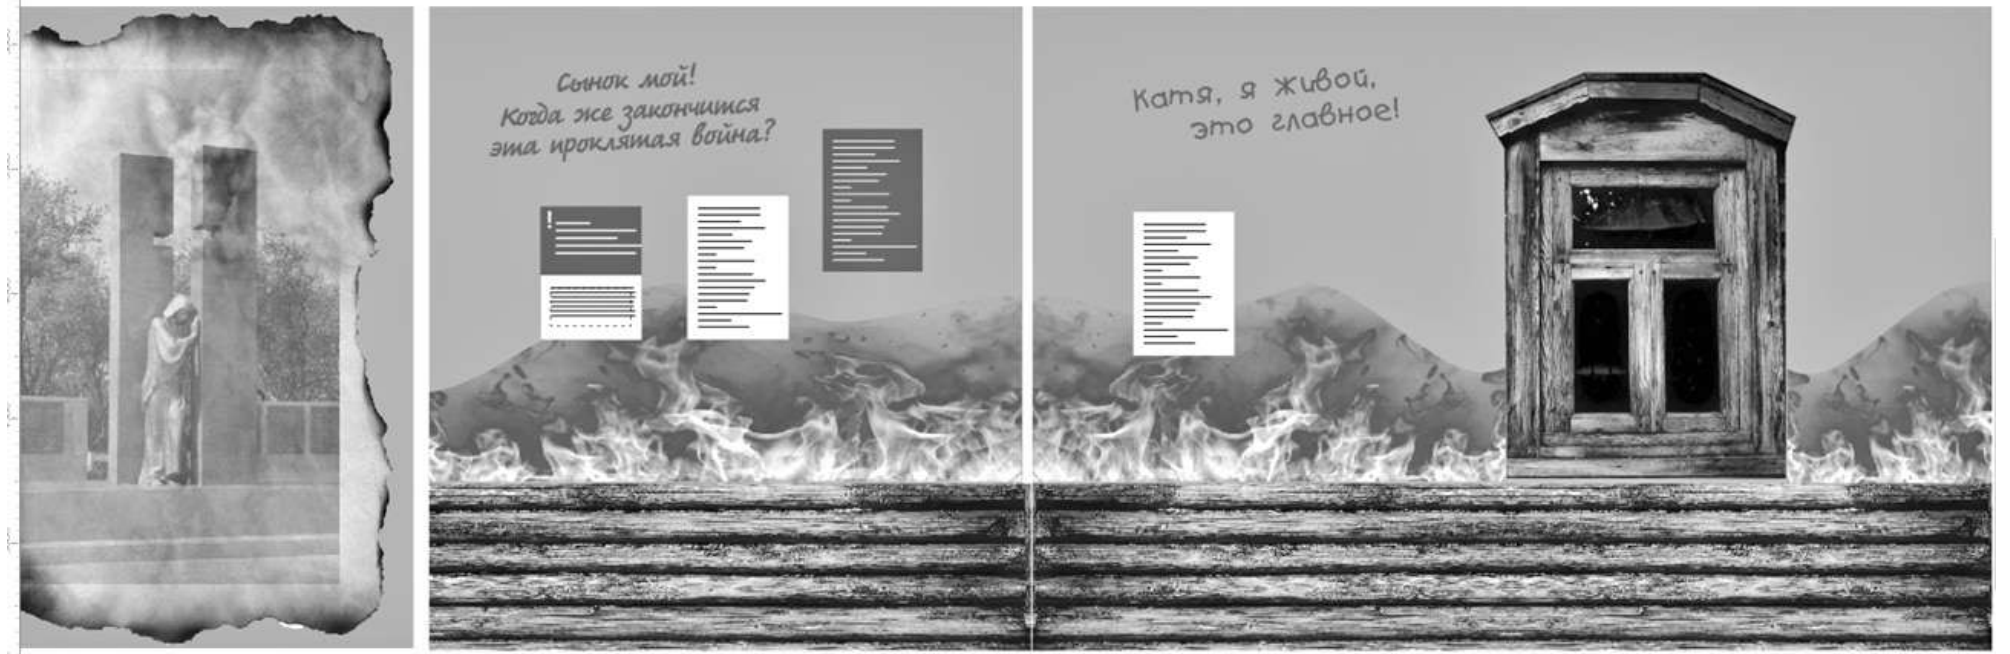 Сынок мой!
Когда же закончится
эта проклятая война?
!
Катя, я живой,
это главное!